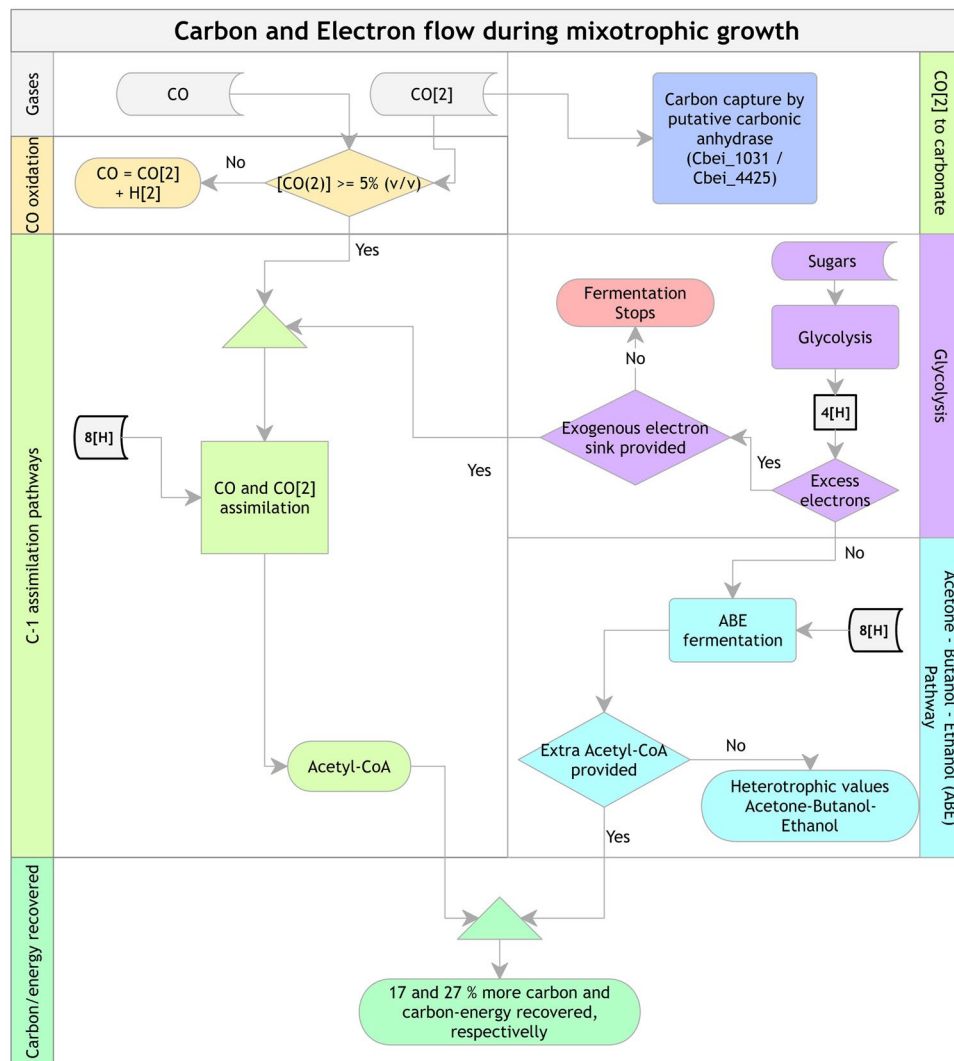 Carbon and Electron flow during mixotrophic growth
Gases
CO
CO[2]
Carbon capture by
putative carbonic
anhydrase
(Cbei_1031 /
Cbei_4425)
CO[2] to carbonate
CO oxidation
CO = CO[2]
+ H[2]
No
[CO(2)] >= 5% (v/v)
Yes
C-1 assimilation pathways
8[H]
CO and CO[2]
assimilation
Acetyl-CoA
Yes
Glycolysis
Sugars
Glycolysis
4[H]
Excess
electrons
Yes
Exogenous electron
sink provided
No
Fermentation
Stops
No
Acetone - Butanol - Ethanol (ABE)
Pathway
ABE
fermentation
8[H]
Extra Acetyl-CoA
provided
No
Heterotrophic values
Acetone-Butanol-
Ethanol
Yes
Carbon/energy recovered
17 and 27 % more carbon and
carbon-energy recovered,
respectivelly